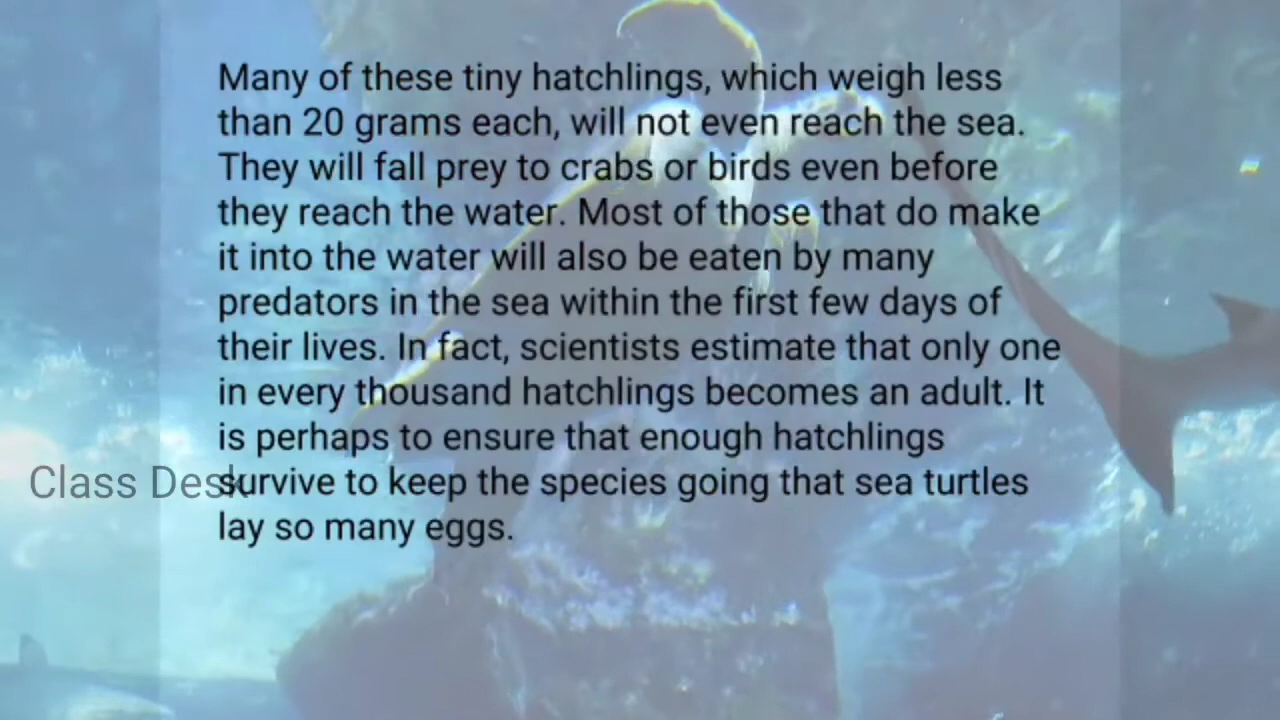 Many of these tiny hatchlings, which weigh less
than 20 grams each, will not even reach the sea.
They will fall prey to crabs or birds even before
they reach the water. Most of those that do make
it into the water will also be eaten by many
predators in the sea within the first few days of
their lives. In fact, scientists estimate that only one
in every thousand hatchlings becomes an adult. It
is perhaps to ensure that enough hatchlings
Class Desk
survive to keep the species going that sea turtles
lay so many eggs.